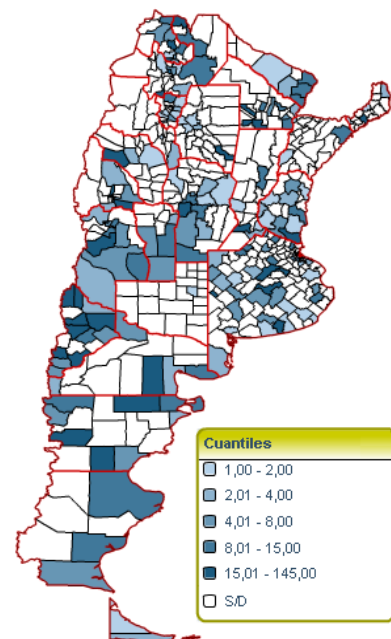 Cuantiles
1,00 - 2,00
2,01 - 4,00
4,01 - 8,00
8,01 - 15,00
15,01 - 145,00
S/D